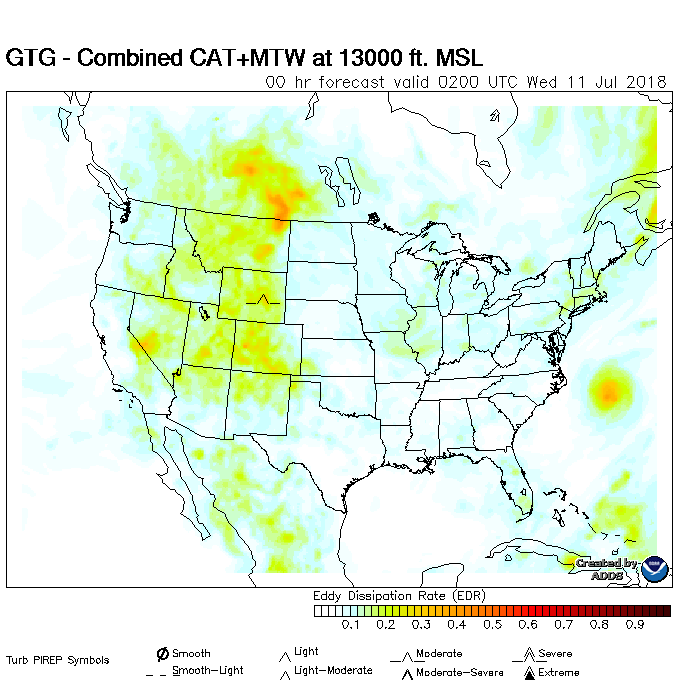 GTG - Combined CAT+MTW at 13000 ft. MSL
00 hr forecast valid 0200 UTC Wed 11 Jul 2018
Created by
ADDS
Eddy Dissipation Rate (EDR)
0.1 0.2 0.3 0.4 0.5 0.6 0.7 0.8 0.9
Turb PIREP Symbols
Smooth Light Moderate Severe
Smooth-Light Light-Moderate Moderate-Severe Extreme